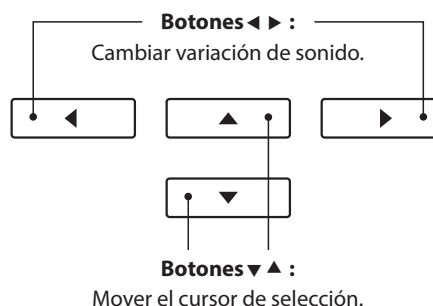 Botones ◀ ▶ :
Cambiar variación de sonido.
Botones ▼ ▲ :
Mover el cursor de selección.